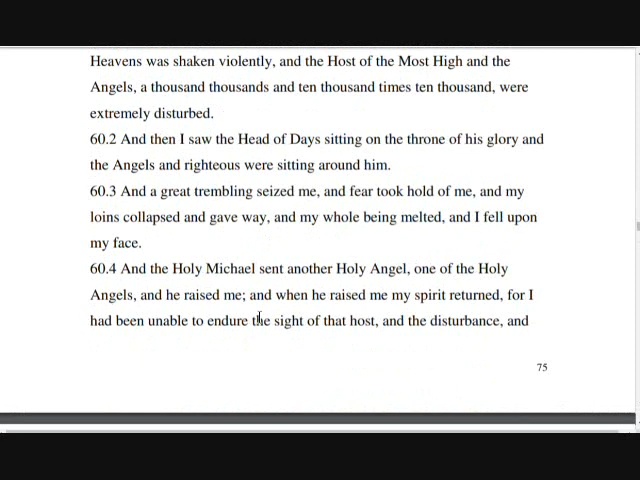 Heavens was shaken violently, and the Host of the Most High and the
Angels, a thousand thousands and ten thousand times ten thousand, were
extremely disturbed.
60.2 And then I saw the Head of Days sitting on the throne of his glory and
the Angels and righteous were sitting around him.
60.3 And a great trembling seized me, and fear took hold of me, and my
loins collapsed and gave way, and my whole being melted, and I fell upon
my face.
60.4 And the Holy Michael sent another Holy Angel, one of the Holy
Angels, and he raised me; and when he raised me my spirit returned, for I
had been unable to endure the sight of that host, and the disturbance, and
75